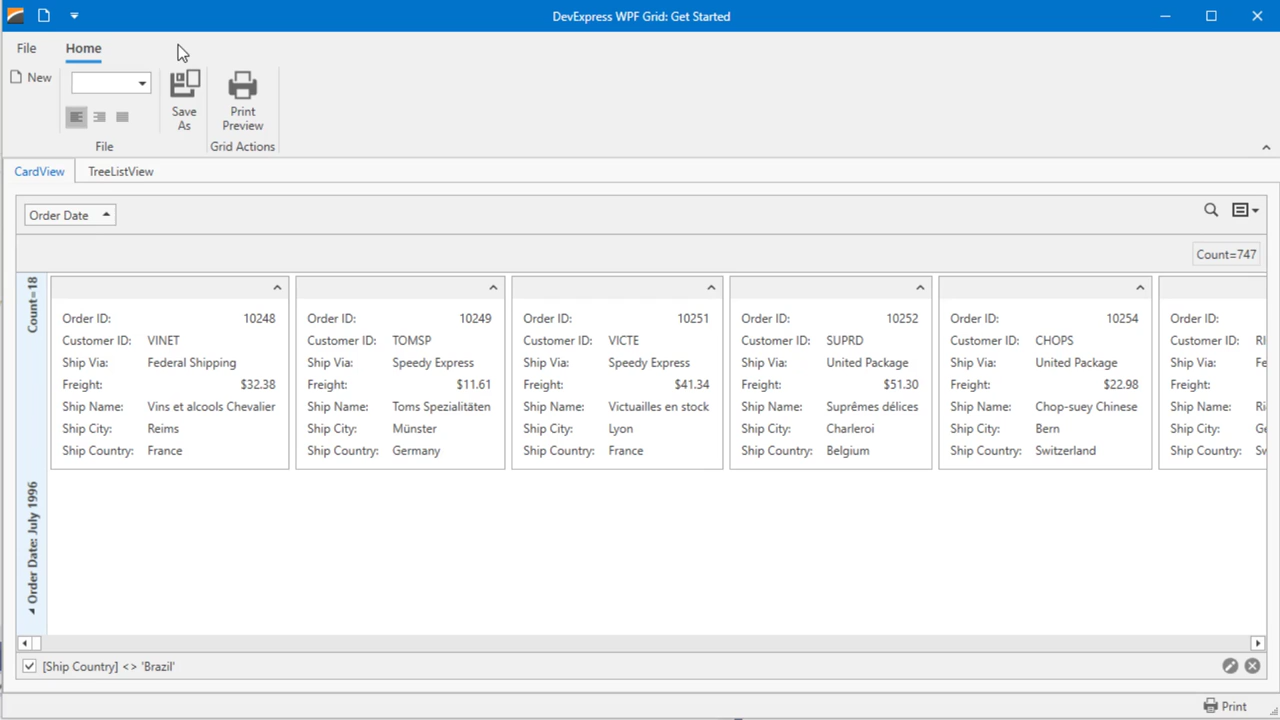 DevExpress WPF Grid: Get Started
File
Home
New
Save
As
Print
Preview
File
Grid Actions
CardView
TreeListView
Order Date
Count=747
Count=18
Order Date: July 1996
Order ID: 10248
Customer ID: VINET
Ship Via: Federal Shipping
Freight: $32.38
Ship Name: Vins et alcools Chevalier
Ship City: Reims
Ship Country: France
Order ID: 10249
Customer ID: TOMSP
Ship Via: Speedy Express
Freight: $11.61
Ship Name: Toms Spezialitäten
Ship City: Münster
Ship Country: Germany
Order ID: 10251
Customer ID: VICTE
Ship Via: Speedy Express
Freight: $41.34
Ship Name: Victuailles en stock
Ship City: Lyon
Ship Country: France
Order ID: 10252
Customer ID: SUPRD
Ship Via: United Package
Freight: $51.30
Ship Name: Suprêmes délices
Ship City: Charleroi
Ship Country: Belgium
Order ID: 10254
Customer ID: CHOPS
Ship Via: United Package
Freight: $22.98
Ship Name: Chop-suey Chinese
Ship City: Bern
Ship Country: Switzerland
Order ID:
Customer ID:
Ship Via:
Freight:
Ship Name:
Ship City:
Ship Country:
[Ship Country] <> 'Brazil'
Print